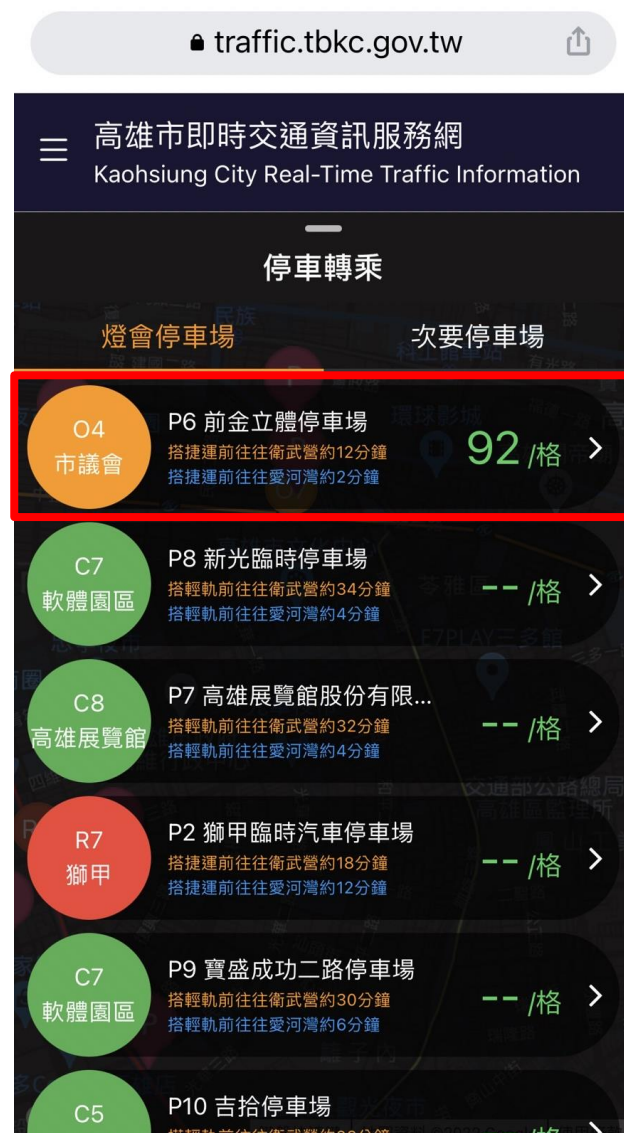 traffic.tbkc.gov.tw
高雄市即時交通資訊服務網
Kaohsiung City Real-Time Traffic Information
停車轉乘
燈會停車場
次要停車場
O4
市議會
P6 前金立體停車場
搭捷運前往往衛武營約12分鐘
搭捷運前往往愛河灣約2分鐘
92 /格
C7
軟體園區
P8 新光臨時停車場
搭輕軌前往往衛武營約34分鐘
搭輕軌前往往愛河灣約4分鐘
-- /格
C8
高雄展覽館
P7 高雄展覽館股份有限...
搭輕軌前往往衛武營約32分鐘
搭輕軌前往往愛河灣約4分鐘
-- /格
R7
獅甲
P2 獅甲臨時汽車停車場
搭捷運前往往衛武營約18分鐘
搭捷運前往往愛河灣約12分鐘
-- /格
C7
軟體園區
P9 寶盛成功二路停車場
搭輕軌前往往衛武營約30分鐘
搭輕軌前往往愛河灣約6分鐘
-- /格
C5
P10 吉拾停車場